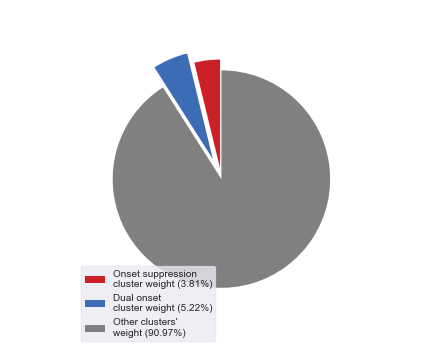 Onset suppression
cluster weight (3.81%)
Dual onset
cluster weight (5.22%)
Other clusters'
weight (90.97%)